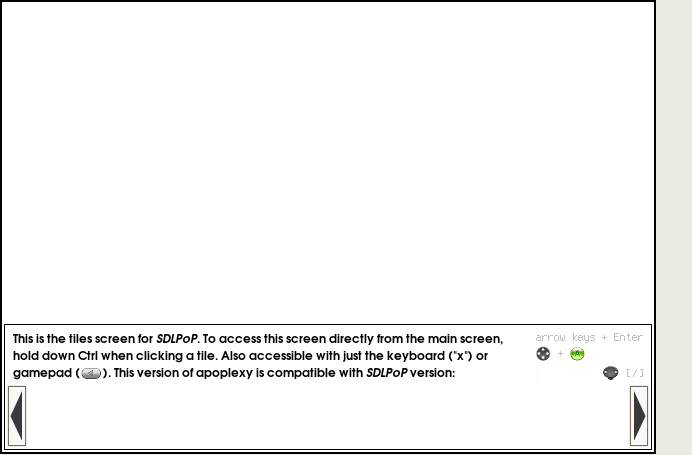 This is the tiles screen for SDLPoP. To access this screen directly from the main screen,
hold down Ctrl when clicking a tile. Also accessible with just the keyboard ("x") or
gamepad ( ). This version of apoplexy is compatible with SDLPoP version:
arrow keys + Enter
+ A
[/]